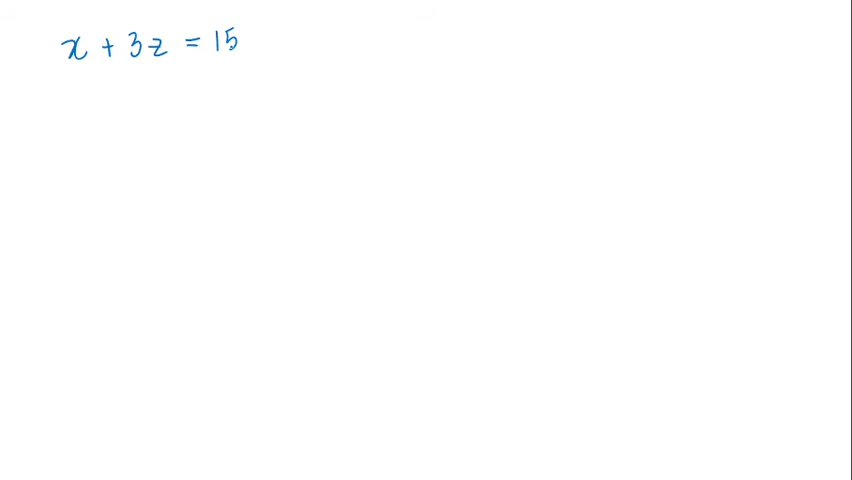 x + 3z = 15